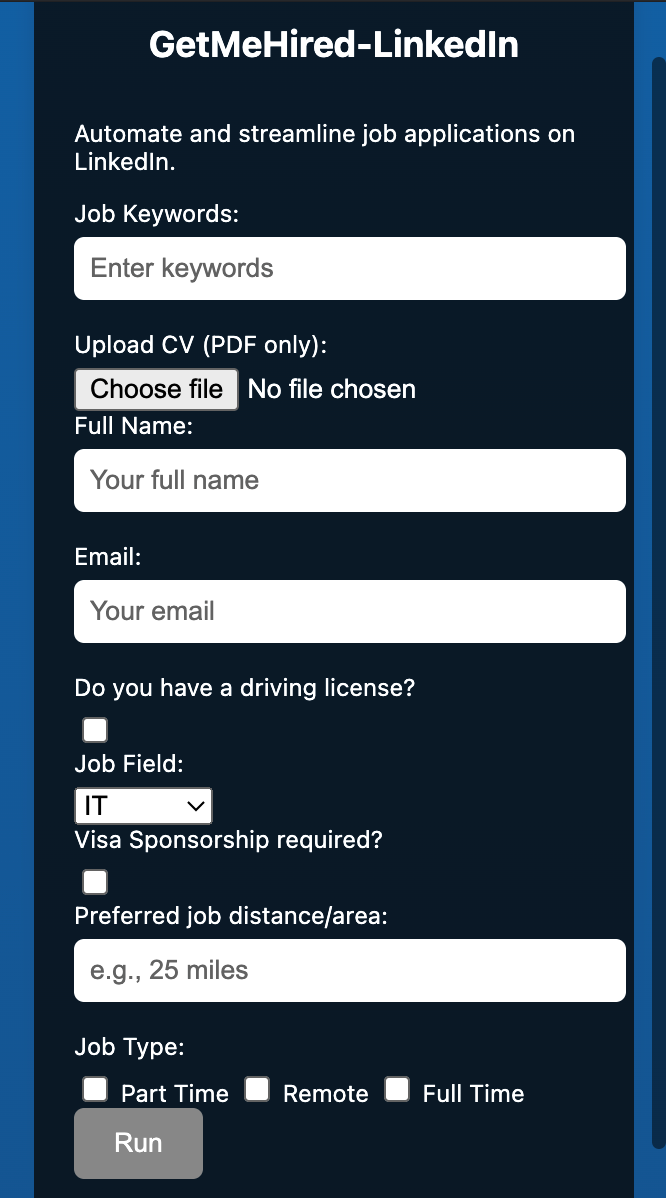 GetMeHired-LinkedIn
Automate and streamline job applications on
LinkedIn.
Job Keywords:
Enter keywords
Upload CV (PDF only):
Choose file No file chosen
Full Name:
Your full name
Email:
Your email
Do you have a driving license?
Job Field:
IT
Visa Sponsorship required?
Preferred job distance/area:
e.g., 25 miles
Job Type:
Part Time Remote Full Time
Run